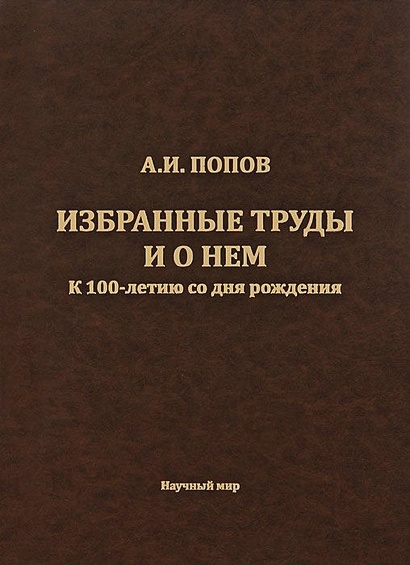 А.И. ПОПОВ
ИЗБРАННЫЕ ТРУДЫ
И О НЕМ
К 100-летию со дня рождения
Научный мир